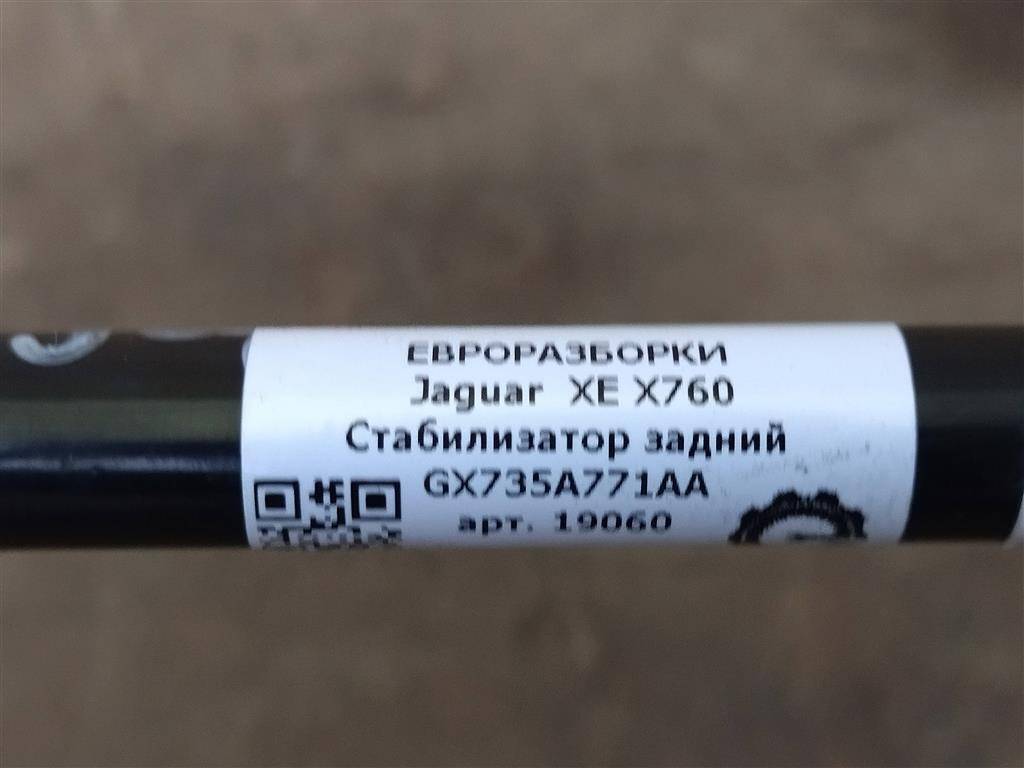 ЕВРОРАЗБОРКИ
Jaguar XE X760
Стабилизатор задний
GX735A771AA
арт. 19060